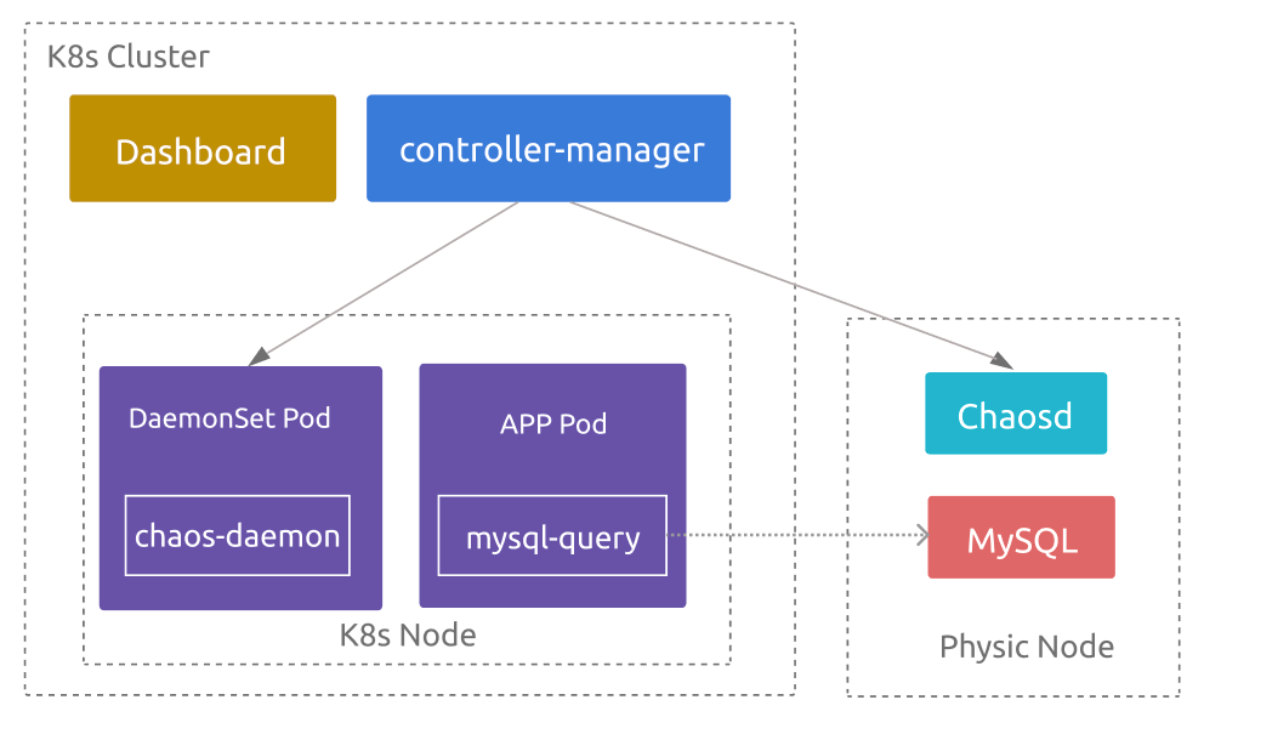 K8s Cluster
Dashboard
controller-manager
DaemonSet Pod
chaos-daemon
APP Pod
mysql-query
K8s Node
Chaosd
MySQL
Physic Node